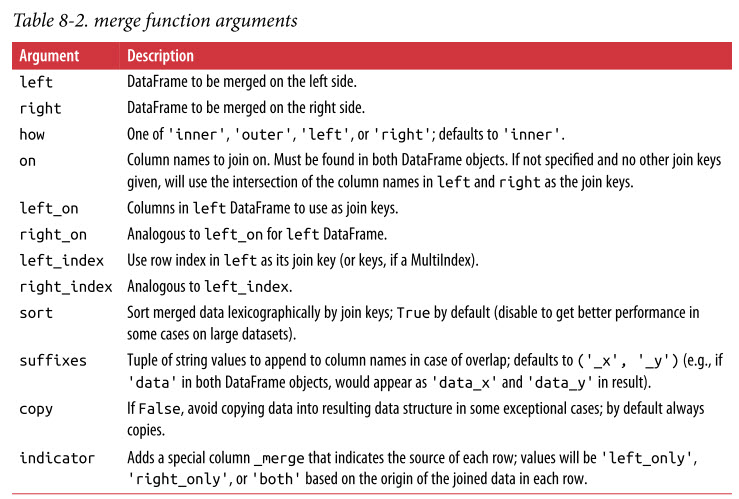 Table 8-2. merge function arguments
Argument Description
left DataFrame to be merged on the left side.
right DataFrame to be merged on the right side.
how One of 'inner', 'outer', 'left', or 'right'; defaults to 'inner'.
on Column names to join on. Must be found in both DataFrame objects. If not specified and no other join keys
given, will use the intersection of the column names in left and right as the join keys.
left_on Columns in left DataFrame to use as join keys.
right_on Analogous to left_on for left DataFrame.
left_index Use row index in left as its join key (or keys, if a MultiIndex).
right_index Analogous to left_index.
sort Sort merged data lexicographically by join keys; True by default (disable to get better performance in
some cases on large datasets).
suffixes Tuple of string values to append to column names in case of overlap; defaults to ('_x', '_y') (e.g., if
'data' in both DataFrame objects, would appear as 'data_x' and 'data_y' in result).
copy If False, avoid copying data into resulting data structure in some exceptional cases; by default always
copies.
indicator Adds a special column _merge that indicates the source of each row; values will be 'left_only',
'right_only', or 'both' based on the origin of the joined data in each row.